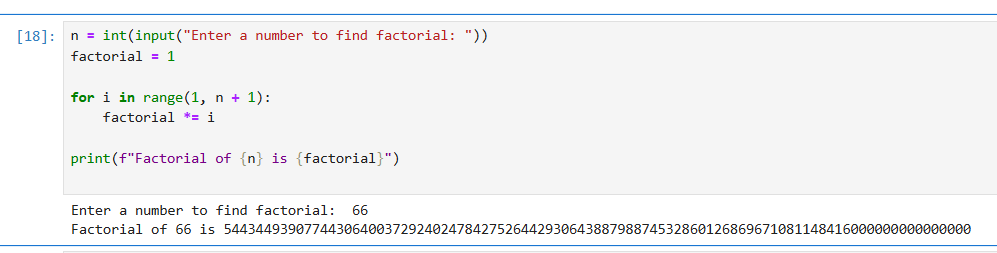 [18]: n = int(input("Enter a number to find factorial: "))
factorial = 1
for i in range(1, n + 1):
    factorial *= i
print(f"Factorial of {n} is {factorial}")
Enter a number to find factorial:  66
Factorial of 66 is 544344939077443064003729240247842752644293064388798874532860126869671081148416000000000000000